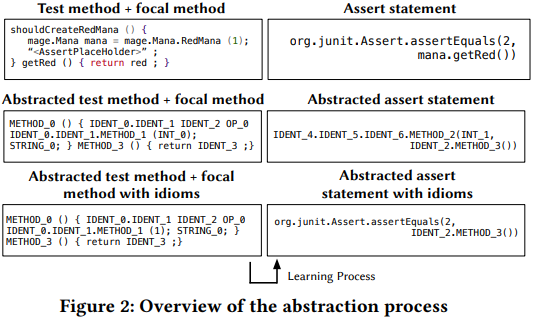 Test method + focal method
shouldCreateRedMana () {
mage.Mana mana = mage.Mana.RedMana (1);
“<AssertPlaceHolder>” ;
} getRed () { return red ; }
Assert statement
org.junit.Assert.assertEquals(2,
mana.getRed())
Abstracted test method + focal method
METHOD_0 () { IDENT_0.IDENT_1 IDENT_2 OP_0
IDENT_0.IDENT_1.METHOD_1 (INT_0);
STRING_0; } METHOD_3 () { return IDENT_3 ;}
Abstracted assert statement
IDENT_4.IDENT_5.IDENT_6.METHOD_2(INT_1,
IDENT_2.METHOD_3())
Abstracted test method + focal
method with idioms
METHOD_0 () { IDENT_0.IDENT_1 IDENT_2 OP_0
IDENT_0.IDENT_1.METHOD_1 (1); STRING_0; }
METHOD_3 () { return IDENT_3 ;}
Abstracted assert
statement with idioms
org.junit.Assert.assertEquals(2,
IDENT_2.METHOD_3())
Learning Process
Figure 2: Overview of the abstraction process